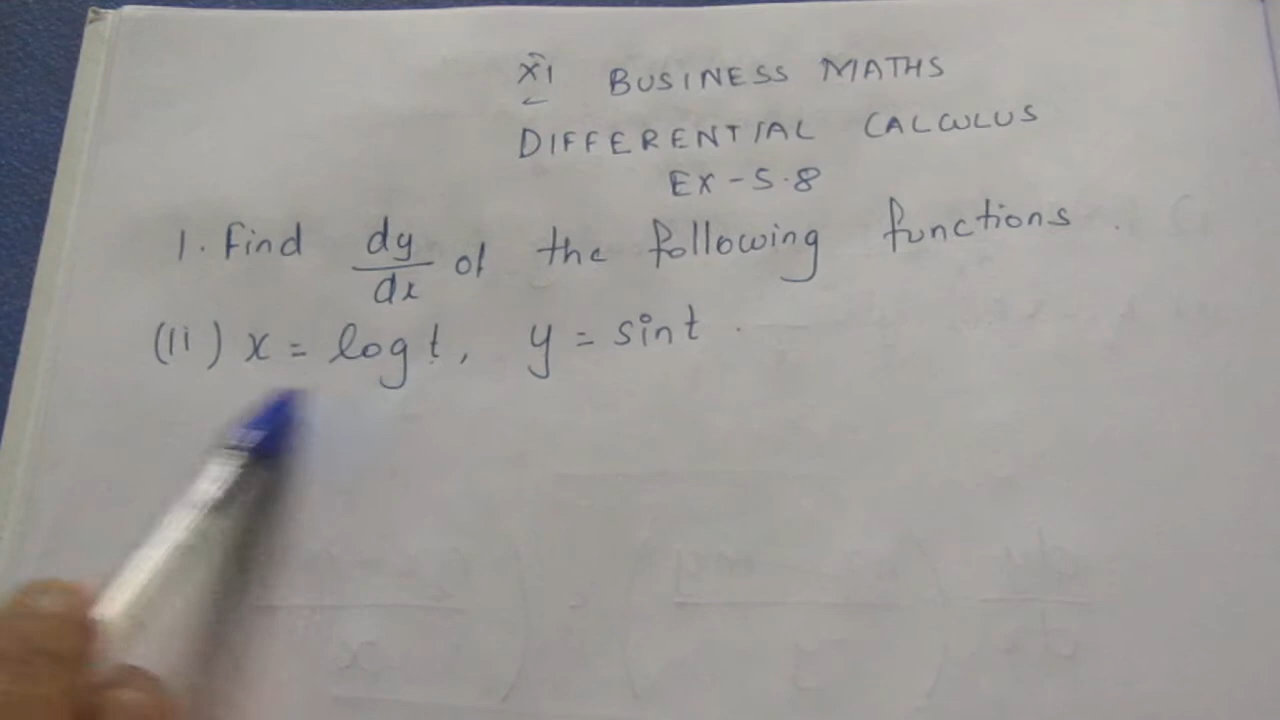 XI BUSINESS MATHS
DIFFERENTIAL CALCULUS
EX-5.8
1. Find dy/dx of the following functions.
(ii) x = log t, y = sin t.